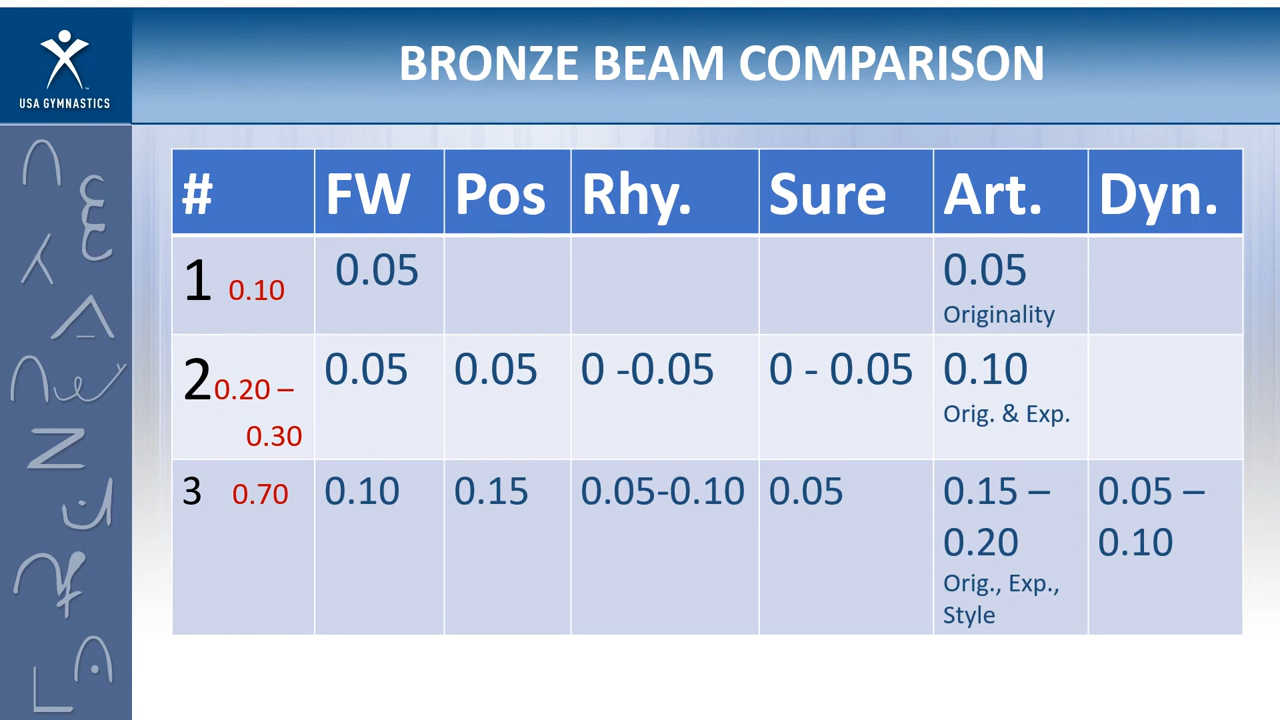 BRONZE BEAM COMPARISON
USA GYMNASTICS
# FW Pos Rhy. Sure Art. Dyn.
1 0.10 0.05 0.05
Originality
2 0.20 – 0.05 0.05 0 -0.05 0 - 0.05 0.10
0.30 Orig. & Exp.
3 0.70 0.10 0.15 0.05-0.10 0.05 0.15 – 0.05 –
0.20 0.10
Orig., Exp.,
Style